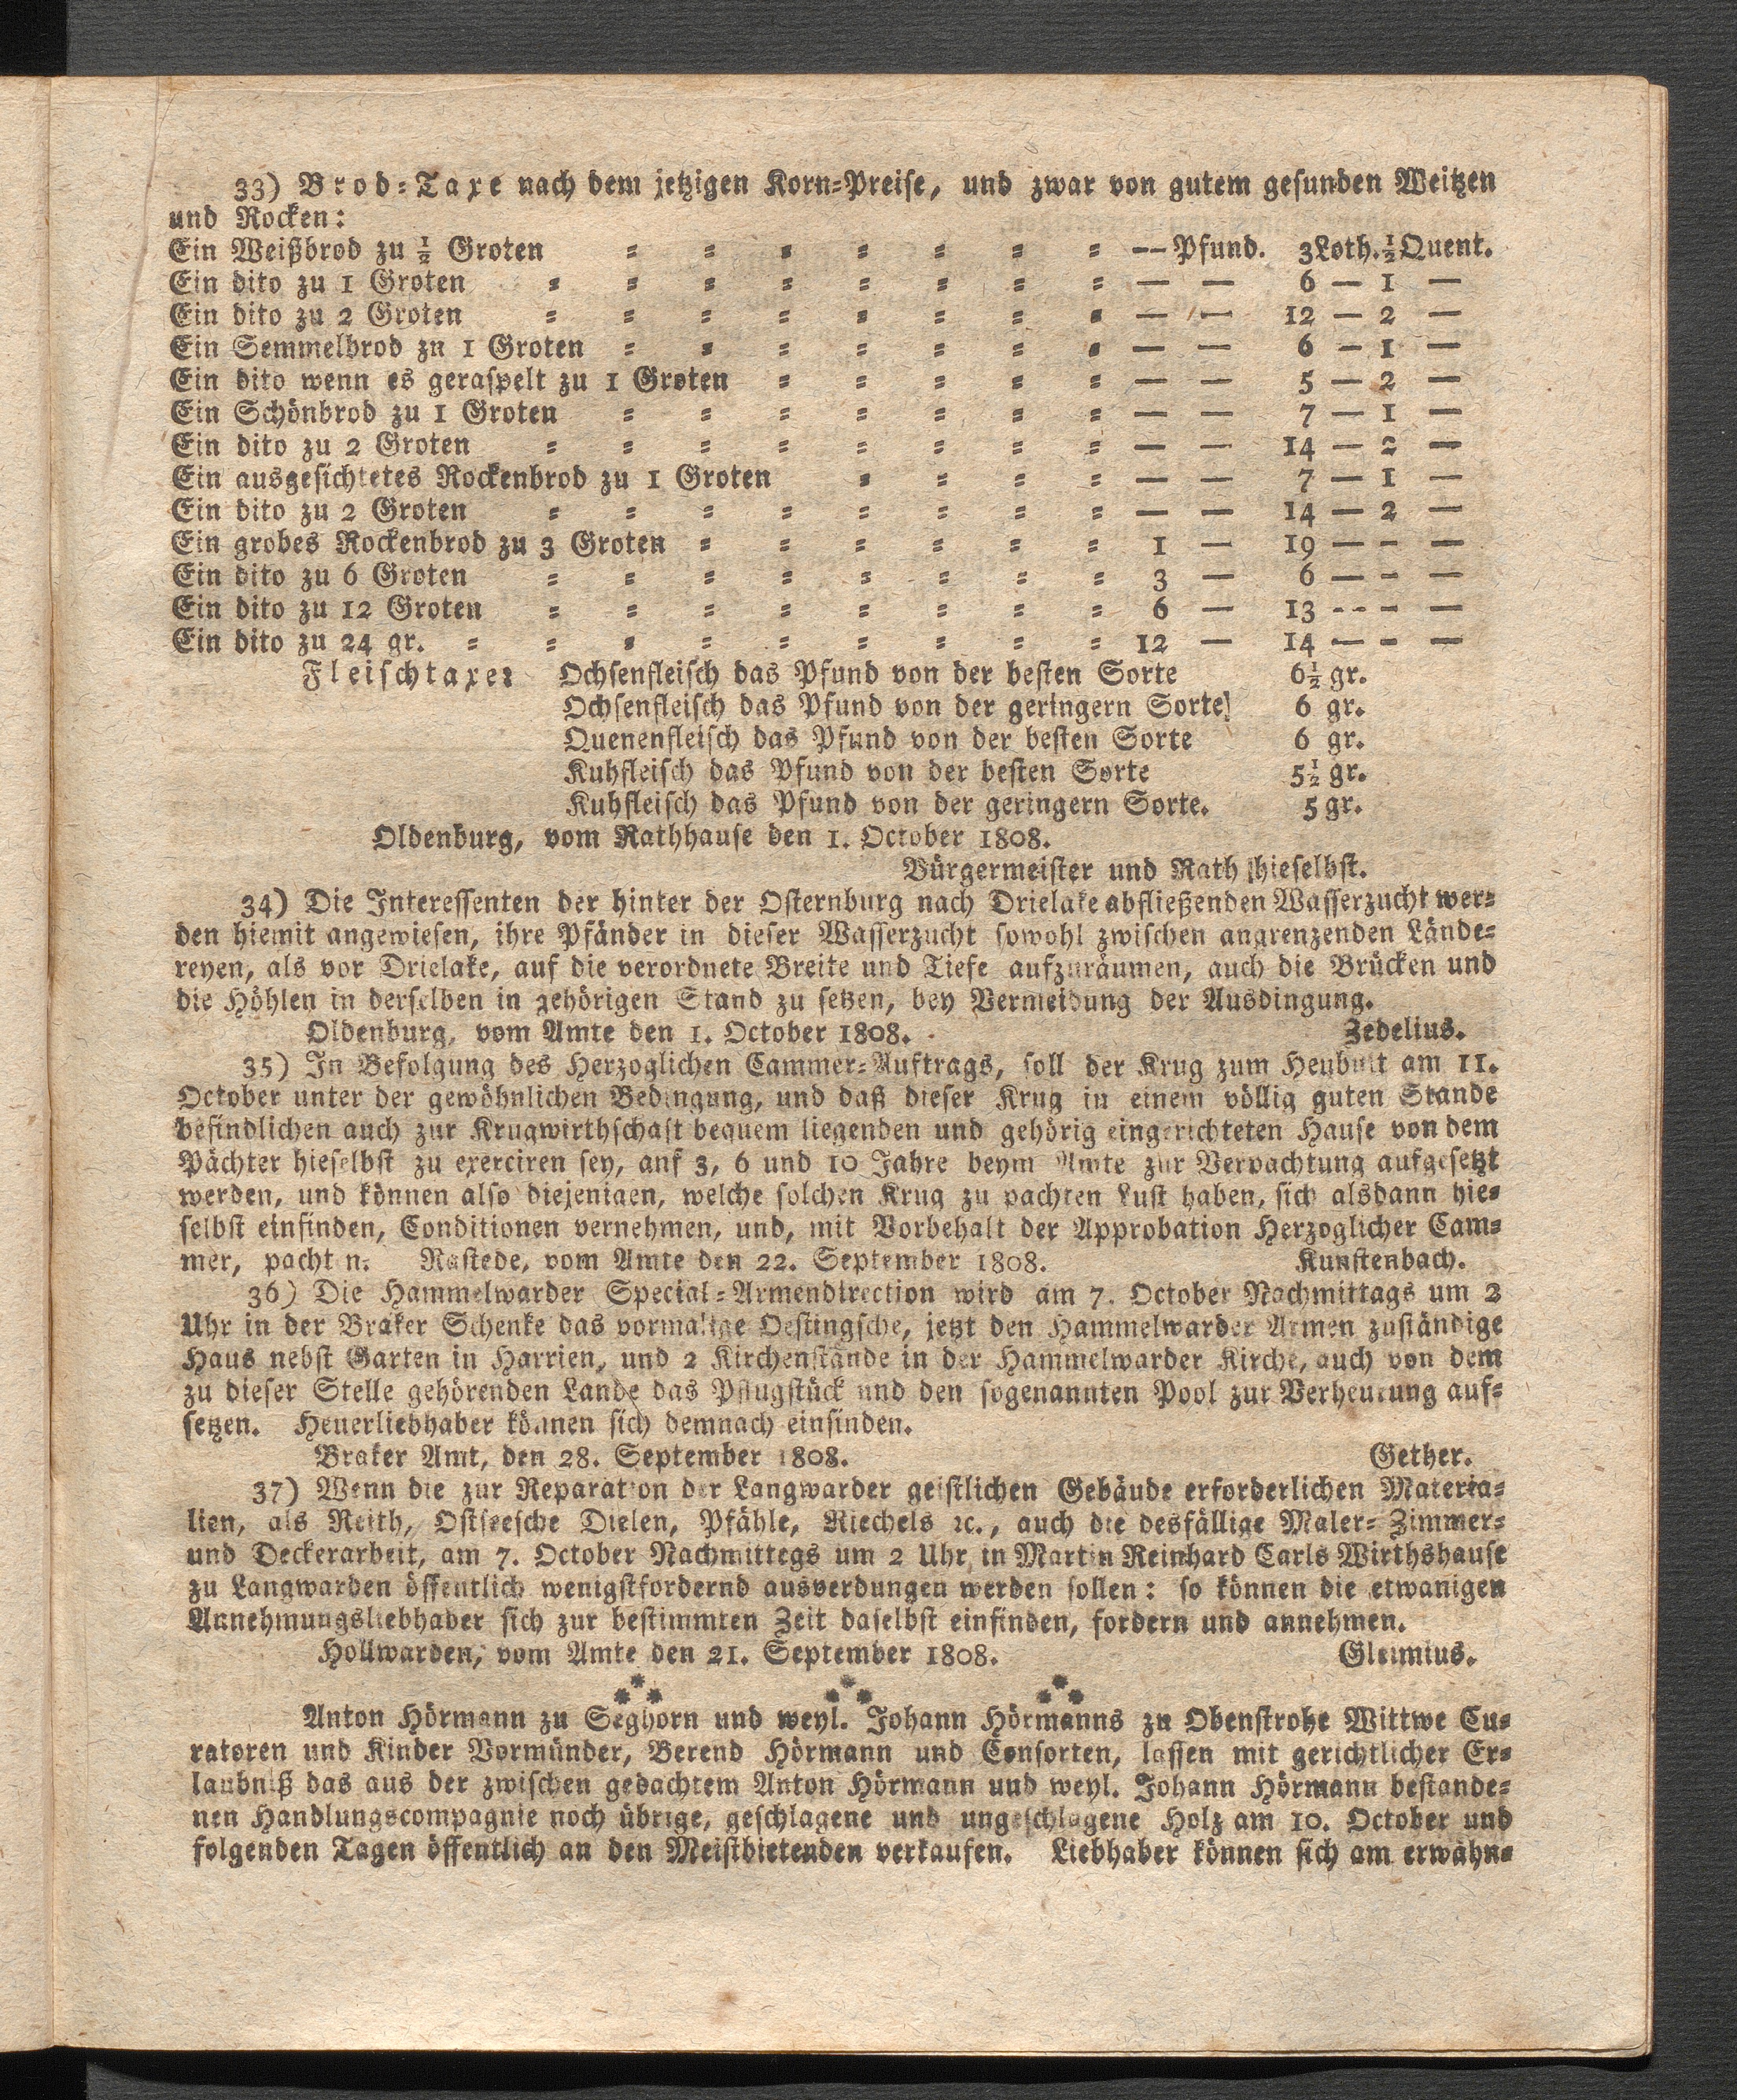 33) Brod-Taxe nach dem jetzigen Korn-Preise, und zwar von gutem gesunden Weitzen
und Rocken:
Ein Weißbrod zu ½ Groten = = = = = = = -- Pfund. 3 Loth. ½ Quent.
Ein dito zu 1 Groten = = = = = = = = — — 6 — 1 —
Ein dito zu 2 Groten = = = = = = = = — — 12 — 2 —
Ein Semmelbrod zu 1 Groten = = = = = = = — — 6 — 1 —
Ein dito wenn es geraspelt zu 1 Groten = = = = = — — 5 — 2 —
Ein Schönbrod zu 1 Groten = = = = = = = — — 7 — 1 —
Ein dito zu 2 Groten = = = = = = = = — — 14 — 2 —
Ein ausgesichtetes Rockenbrod zu 1 Groten = = = = — — 7 — 1 —
Ein dito zu 2 Groten = = = = = = = = — — 14 — 2 —
Ein grobes Rockenbrod zu 3 Groten = = = = = = 1 — 19 — - —
Ein dito zu 6 Groten = = = = = = = = 3 — 6 — - —
Ein dito zu 12 Groten = = = = = = = = 6 — 13 -- - —
Ein dito zu 24 gr. = = = = = = = = = 12 — 14 — - —
Fleischtaxe: Ochsenfleisch das Pfund von der besten Sorte 6½ gr.
Ochsenfleisch das Pfund von der geringern Sorte 6 gr.
Quenenfleisch das Pfund von der besten Sorte 6 gr.
Kuhfleisch das Pfund von der besten Sorte 5½ gr.
Kuhfleisch das Pfund von der geringern Sorte. 5 gr.
Oldenburg, vom Rathhause den 1. October 1808.
Bürgermeister und Rath hieselbst.
34) Die Interessenten der hinter der Osternburg nach Drielake abfließenden Wasserzucht wer=
den hiemit angewiesen, ihre Pfänder in dieser Wasserzucht sowohl zwischen angrenzenden Lände=
reyen, als vor Drielake, auf die verordnete Breite und Tiefe aufzuräumen, auch die Brücken und
die Höhlen in derselben in gehörigen Stand zu setzen, bey Vermeidung der Ausdingung.
Oldenburg, vom Amte den 1. October 1808. Zedelius.
35) In Befolgung des Herzoglichen Cammer-Auftrags, soll der Krug zum Heubult am 11.
October unter der gewöhnlichen Bedingung, und daß dieser Krug in einem völlig guten Stande
befindlichen auch zur Krugwirthschaft bequem liegenden und gehörig eingerichteten Hause von dem
Pächter hieselbst zu exerciren sey, auf 3, 6 und 10 Jahre beym Amte zur Verpachtung aufgesetzt
werden, und können also diejenigen, welche solchen Krug zu pachten Lust haben, sich alsdann hie=
selbst einfinden, Conditionen vernehmen, und, mit Vorbehalt der Approbation Herzoglicher Cam=
mer, pacht n. Rastede, vom Amte den 22. September 1808. Kunstenbach.
36) Die Hammelwarder Special-Armendirection wird am 7. October Nachmittags um 2
Uhr in der Braker Schenke das vormalige Oestingsche, jetzt den Hammelwarder Armen zuständige
Haus nebst Garten in Harrien, und 2 Kirchenstände in der Hammelwarder Kirche, auch von dem
zu dieser Stelle gehörenden Lande das Pflugstück und den sogenannten Pool zur Verheurung auf=
setzen. Heuerliebhaber können sich demnach einfinden.
Braker Amt, den 28. September 1808. Gether.
37) Wenn die zur Reparation der Langwarder geistlichen Gebäude erforderlichen Materia=
lien, als Reith, Ostseesche Dielen, Pfähle, Riechels ꝛc., auch die desfällige Maler= Zimmer=
und Deckerarbeit, am 7. October Nachmittegs um 2 Uhr in Martin Reinhard Carls Wirthshause
zu Langwarden öffentlich wenigstfordernd ausverdungen werden sollen: so können die etwanigen
Annehmungsliebhaber sich zur bestimmten Zeit daselbst einfinden, fordern und annehmen.
Hollwarden, vom Amte den 21. September 1808. Gleimius.
*** *** ***
Anton Hörmann zu Seghorn und weyl. Johann Hörmanns zu Obenstrohe Wittwe Cu=
ratoren und Kinder Vormünder, Berend Hörmann und Consorten, lassen mit gerichtlicher Er=
laubniß das aus der zwischen gedachtem Anton Hörmann und weyl. Johann Hörmann bestande=
nen Handlungscompagnie noch übrige, geschlagene und ungeschlagene Holz am 10. October und
folgenden Tagen öffentlich an den Meistbietenden verkaufen. Liebhaber können sich am erwähn=